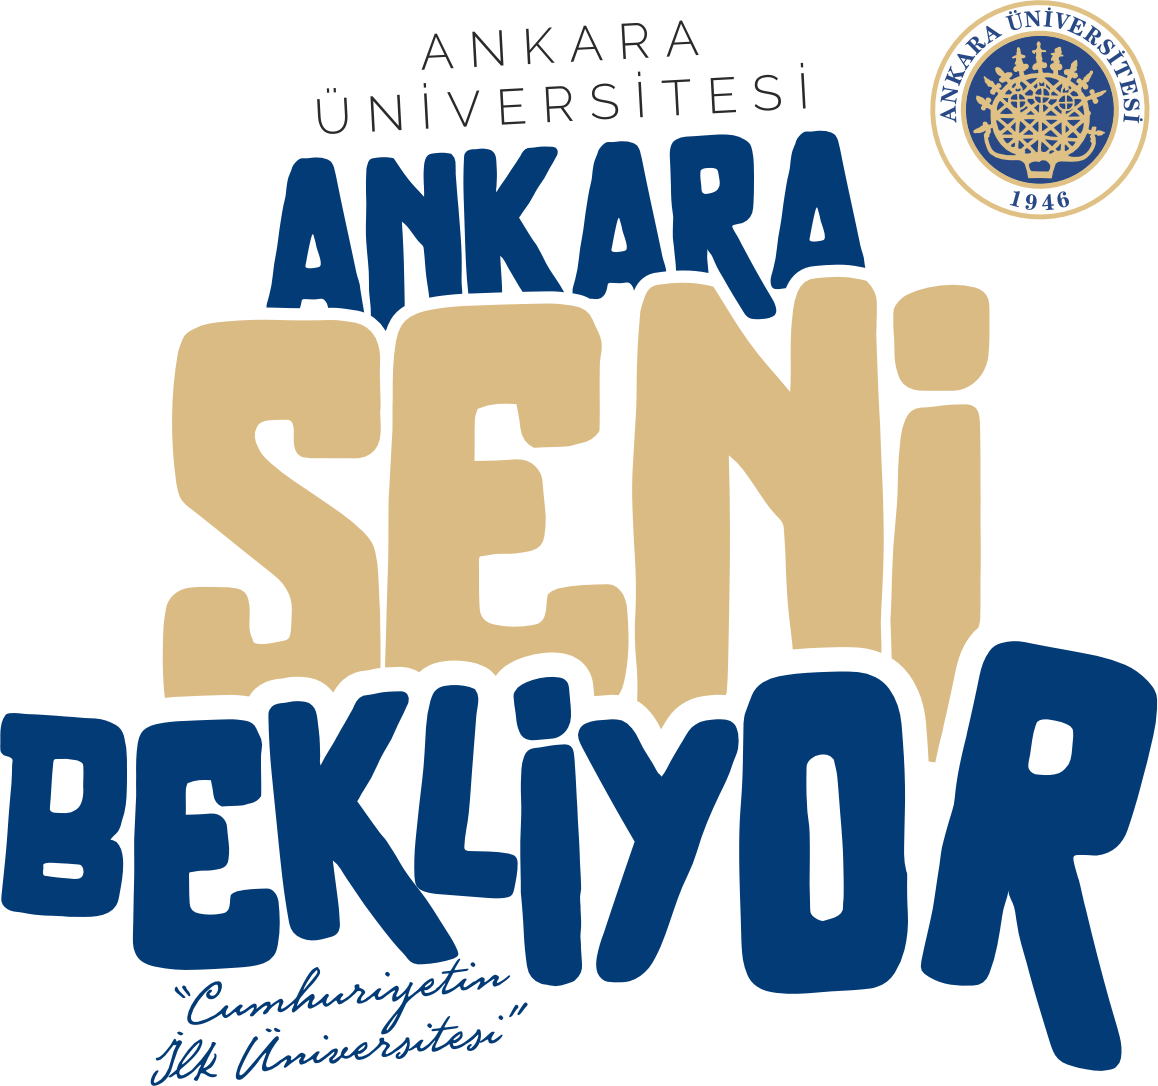 ANKARA
ÜNİVERSİTESİ
ANKARA ÜNİVERSİTESİ
1946
ANKARA
SENİ
BEKLİYOR
“Cumhuriyetin
İlk Üniversitesi”